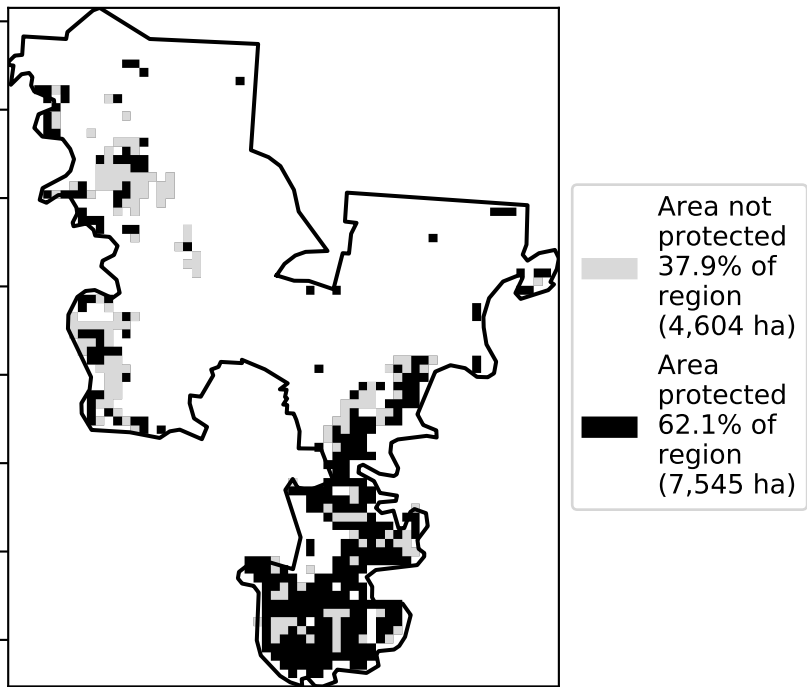 Area not
protected
37.9% of
region
(4,604 ha)
Area
protected
62.1% of
region
(7,545 ha)